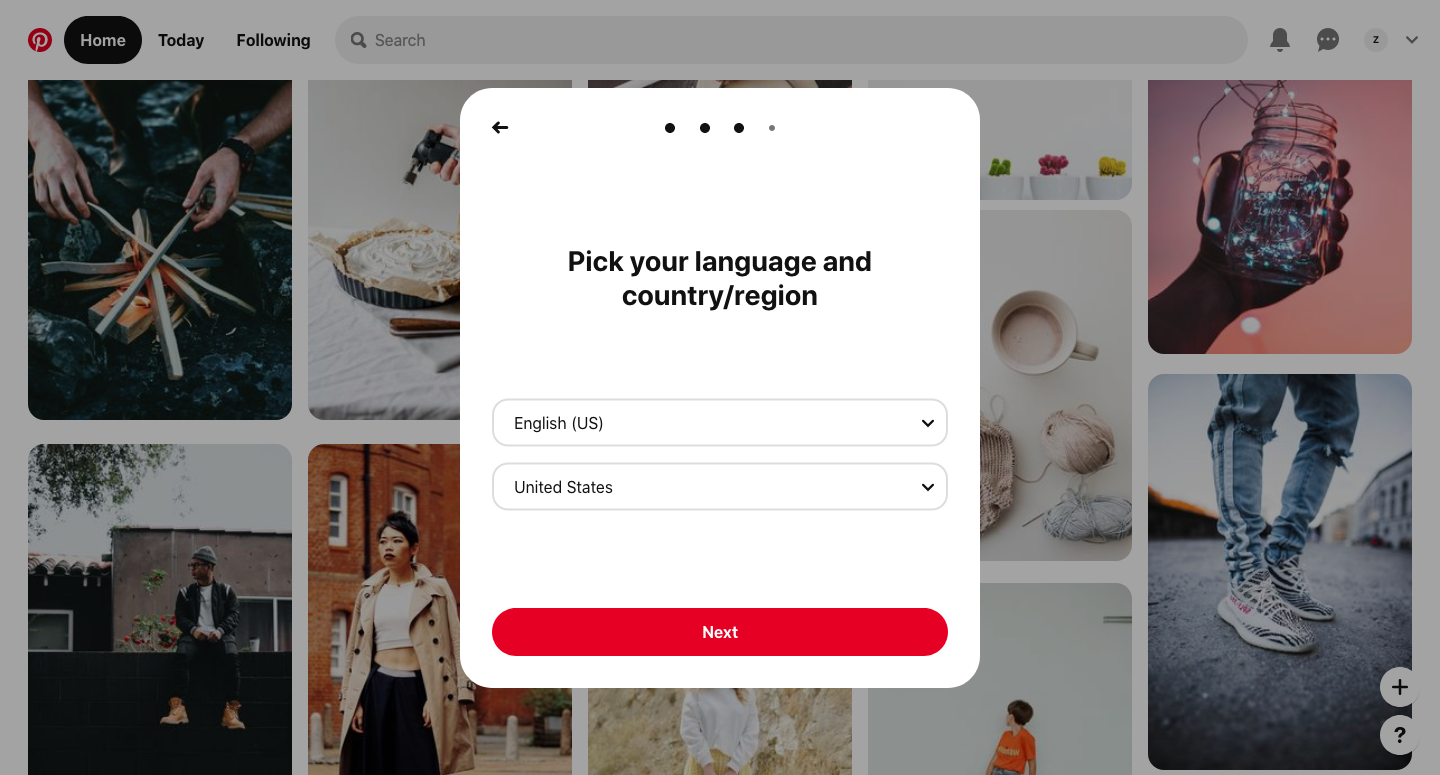 Home
Today
Following
Search
z
Pick your language and
country/region
English (US)
United States
Next
?